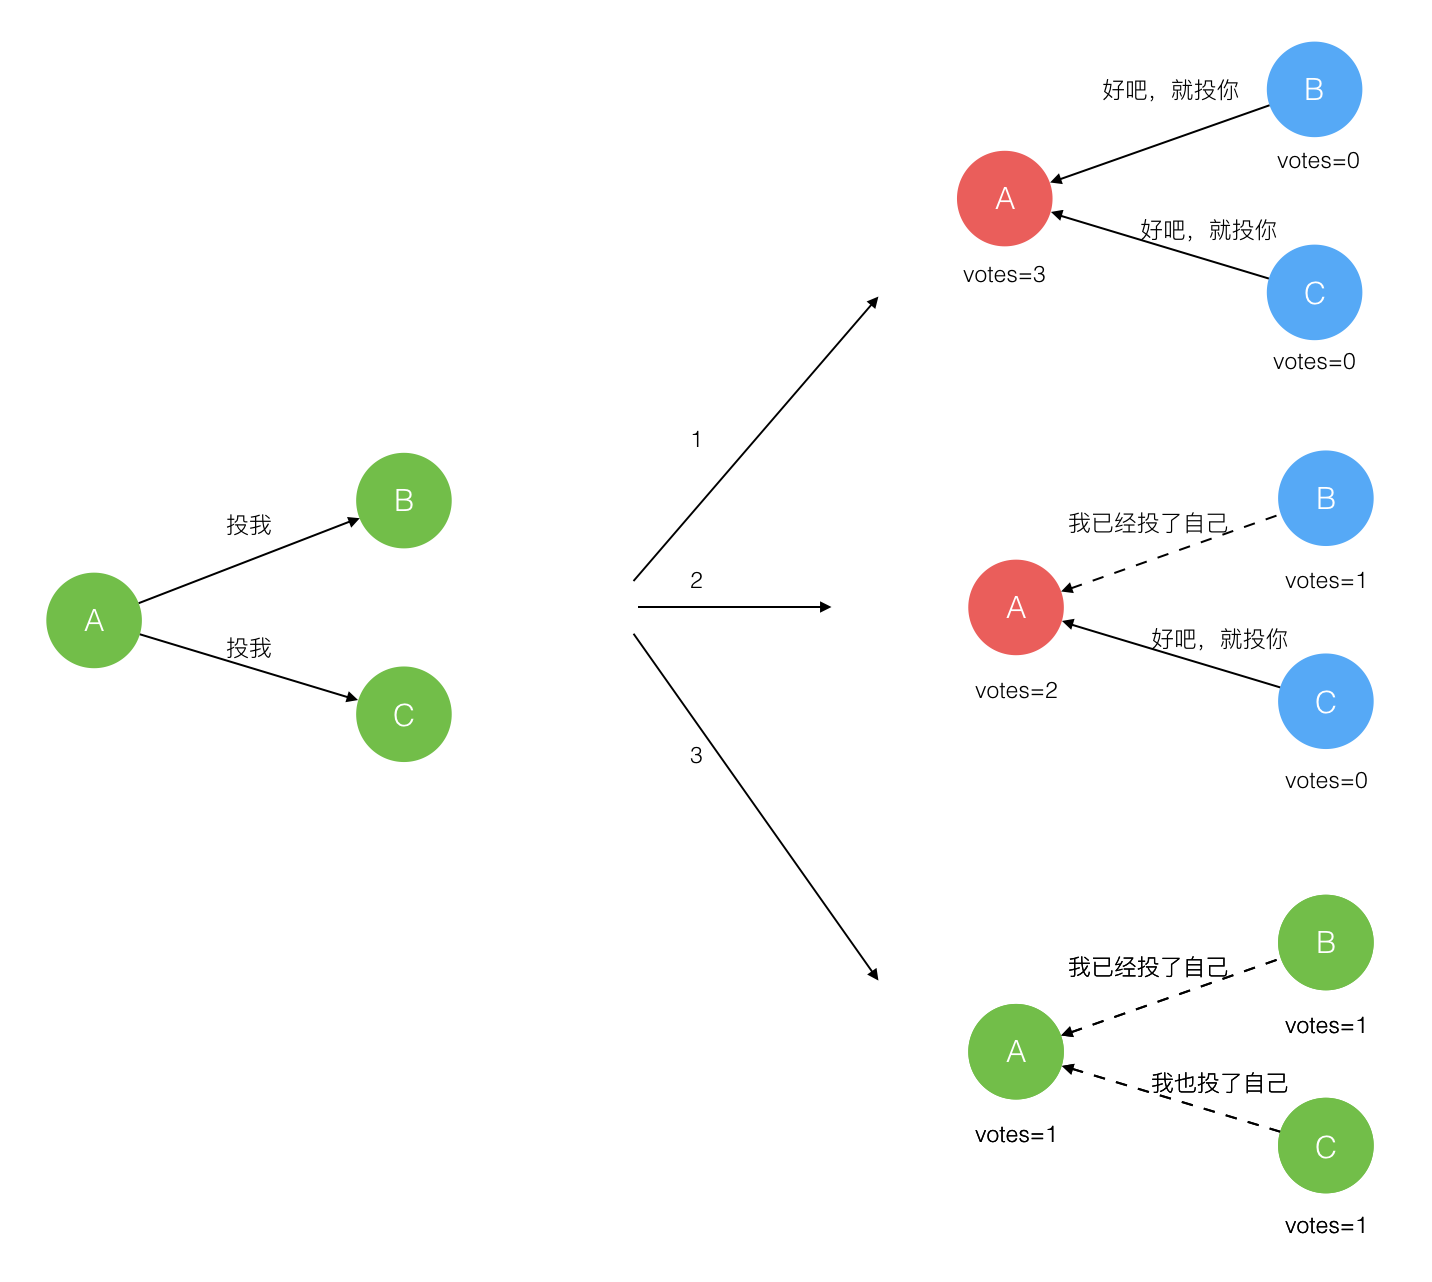 B
投我
A
投我
C
1
2
3
好吧，就投你
B
votes=0
A
好吧，就投你
votes=3
C
votes=0
B
我已经投了自己
votes=1
A
好吧，就投你
votes=2
C
votes=0
B
我已经投了自己
votes=1
A
我也投了自己
votes=1
C
votes=1